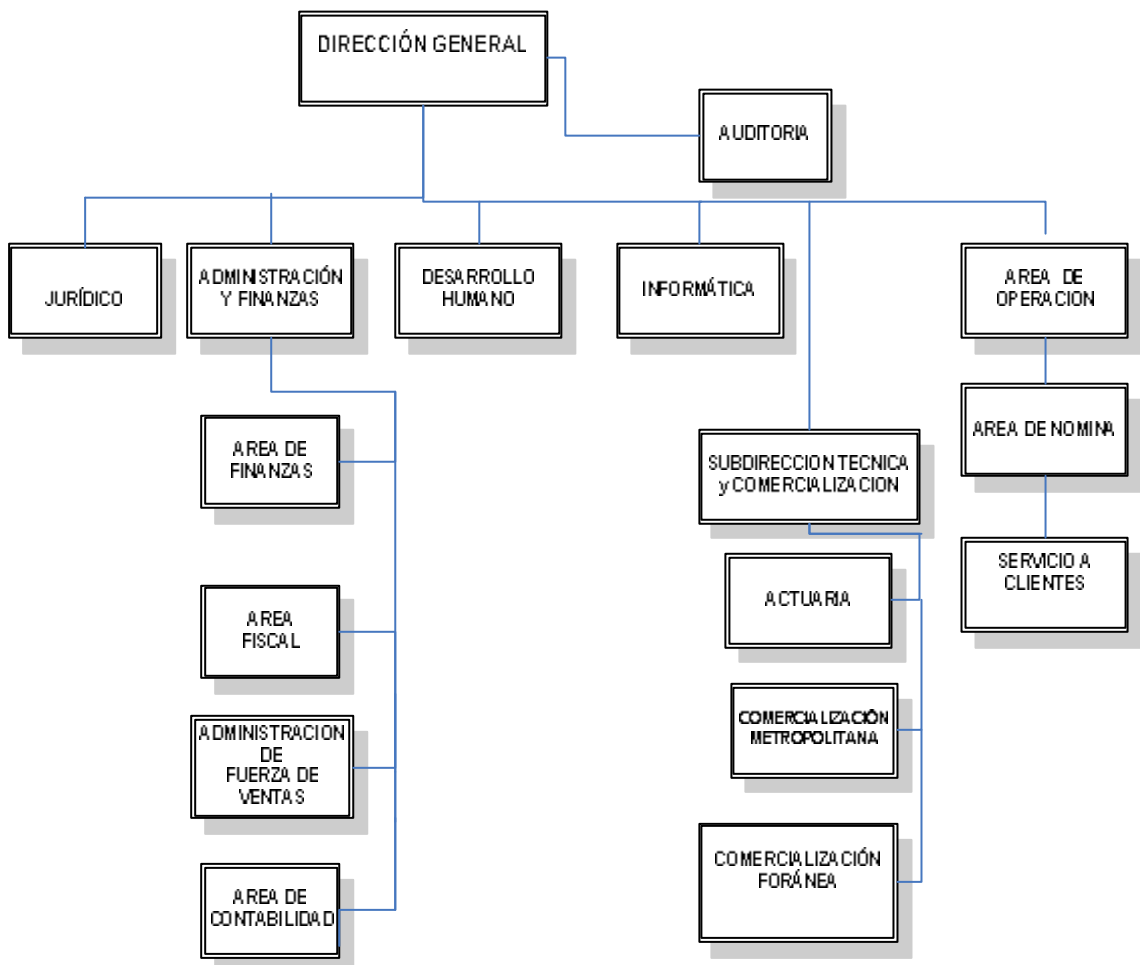 DIRECCIÓN GENERAL
AUDITORIA
JURÍDICO
ADMINISTRACIÓN
Y FINANZAS
DESARROLLO
HUMANO
INFORMÁTICA
AREA DE
OPERACION
AREA DE
FINANZAS
SUBDIRECCION TECNICA
y COMERCIALIZACION
AREA DE NOMINA
SERVICIO A
CLIENTES
AREA
FISCAL
ACTUARIA
ADMINISTRACION
DE
FUERZA DE
VENTAS
COMERCIALIZACIÓN
METROPOLITANA
AREA DE
CONTABILIDAD
COMERCIALIZACIÓN
FORÁNEA